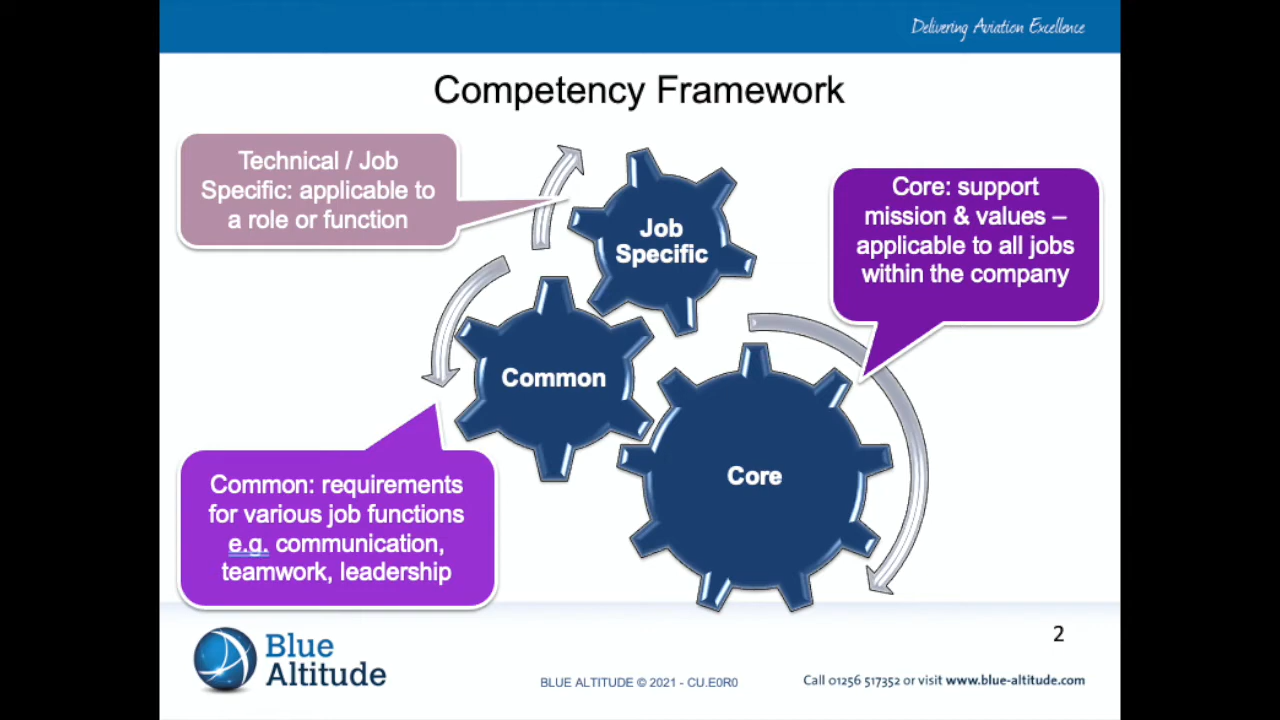 Delivering Aviation Excellence
Competency Framework
Technical / Job
Specific: applicable to
a role or function
Job
Specific
Core: support
mission & values –
applicable to all jobs
within the company
Common
Core
Common: requirements
for various job functions
e.g. communication,
teamwork, leadership
2
Blue
Altitude
BLUE ALTITUDE © 2021 - CU.E0R0
Call 01256 517352 or visit www.blue-altitude.com